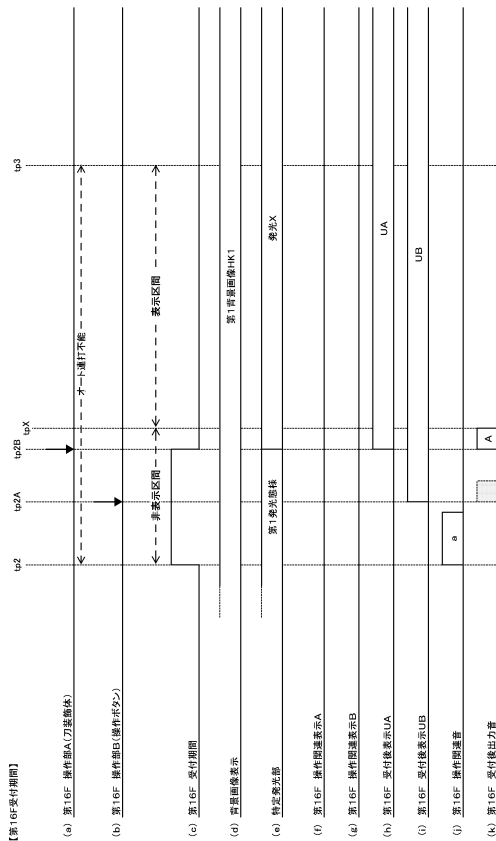 【第16F受付期間】
tp2
tp2A
tp2B
tpX
tp3
(a) 第16F 操作部A(刀装飾体)
オート連打不能
(b) 第16F 操作部B(操作ボタン)
非表示区間
表示区間
(c) 第16F 受付期間
(d) 背景画像表示
第1背景画像HK1
(e) 特定発光部
第1発光態様
発光X
(f) 第16F 操作関連表示A
(g) 第16F 操作関連表示B
(h) 第16F 受付後表示UA
UA
(i) 第16F 受付後表示UB
UB
(j) 第16F 操作関連音
a
(k) 第16F 受付後出力音
A